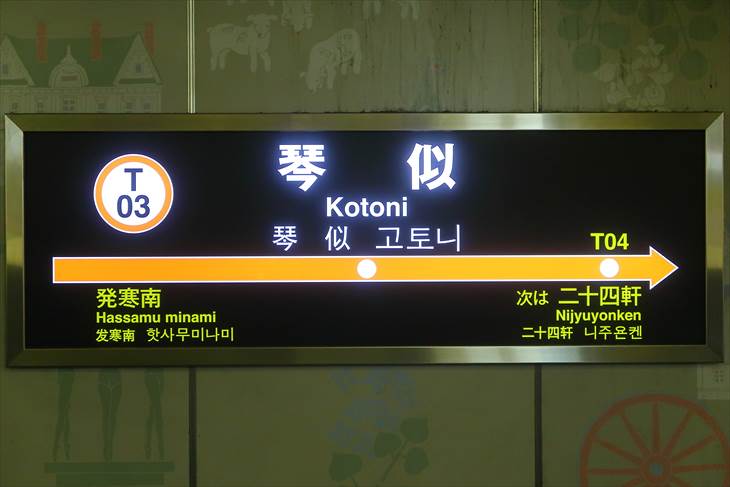 T
03
琴似
Kotoni
琴似 고토니
T04
発寒南
Hassamu minami
发寒南 핫사무미나미
次は 二十四軒
Nijyuyonken
二十四轩 니주욘켄